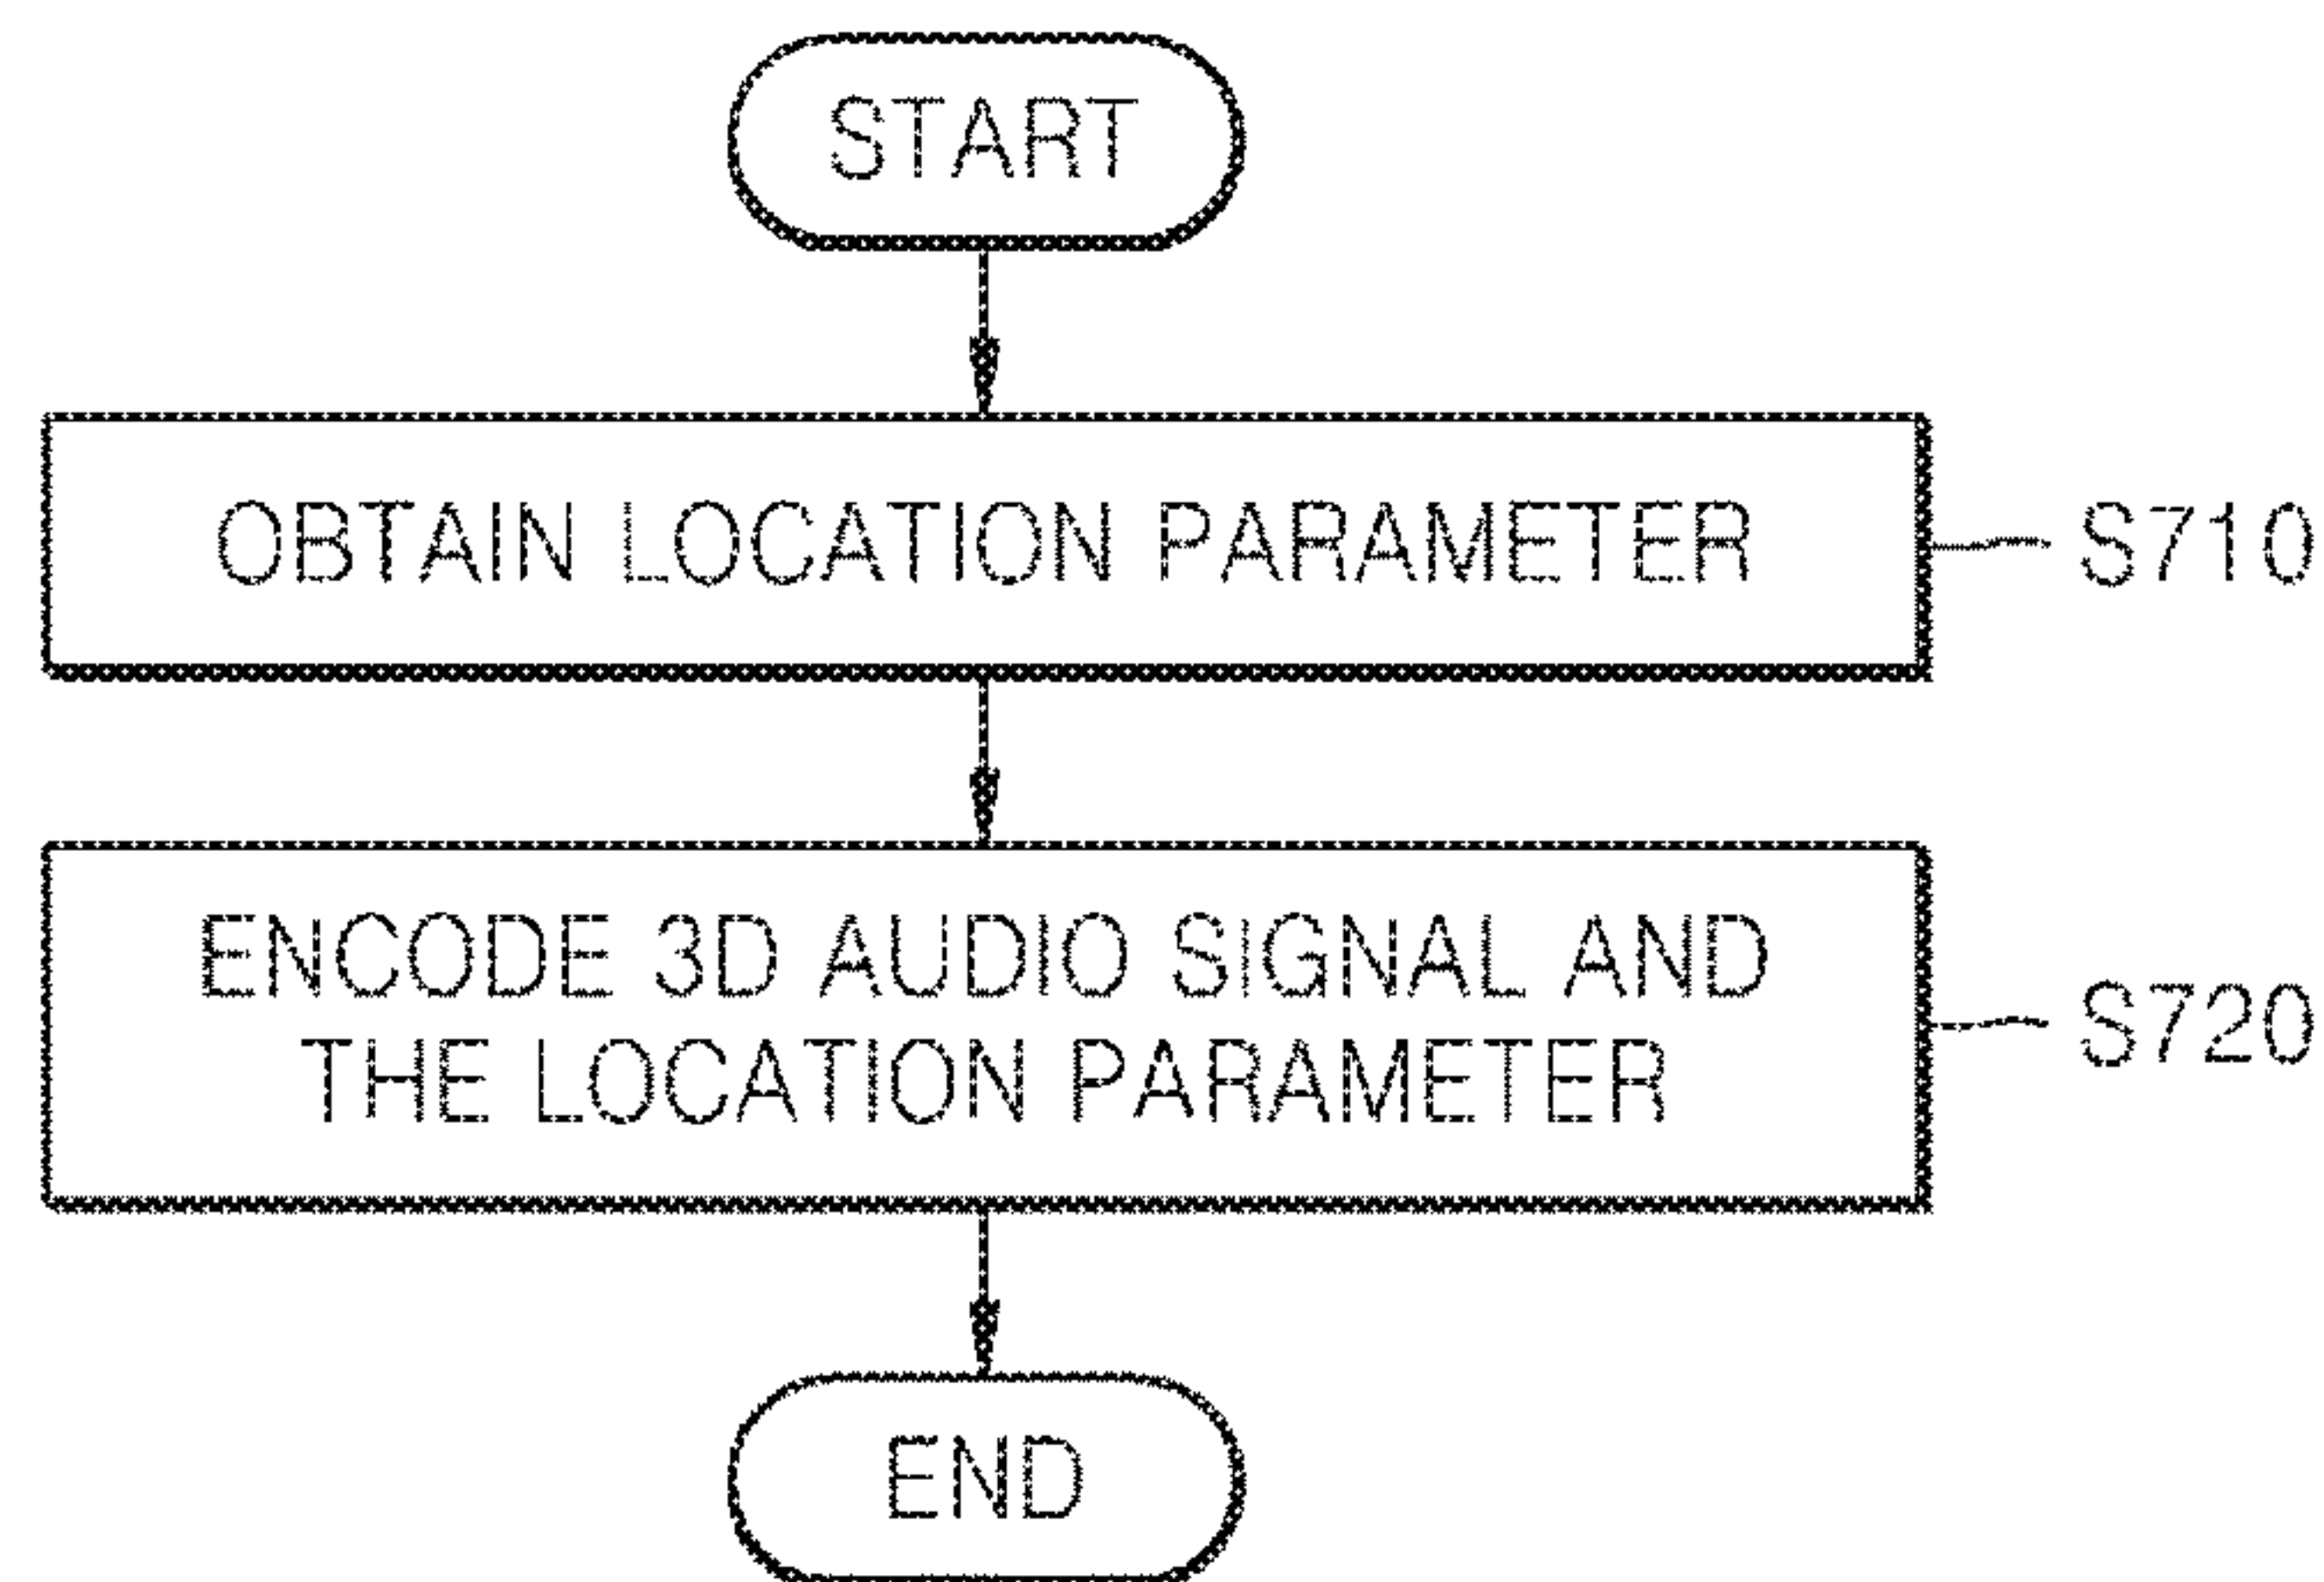 START
OBTAIN LOCATION PARAMETER
S710
ENCODE 3D AUDIO SIGNAL AND
THE LOCATION PARAMETER
S720
END